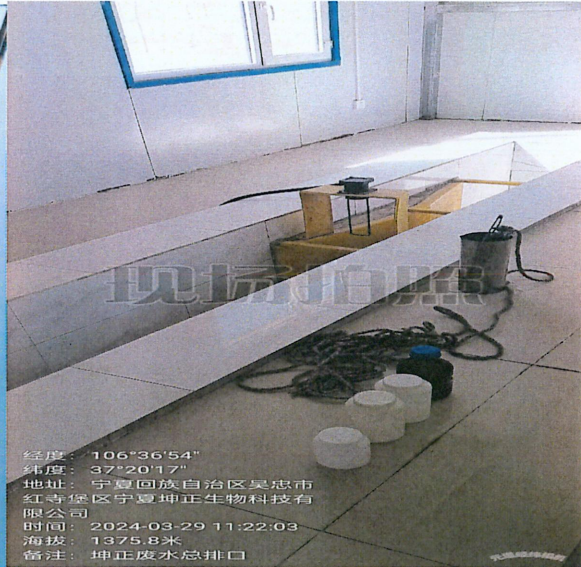 现场拍照
经度: 106°36'54"
纬度: 37°20'17"
地址: 宁夏回族自治区吴忠市
红寺堡区宁夏坤正生物科技有
限公司
时间: 2024-03-29 11:22:03
海拔: 1375.8米
备注: 坤正废水总排口